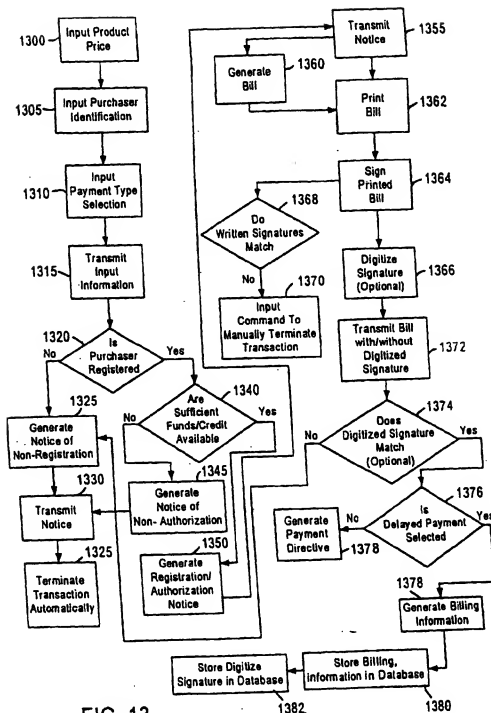 1300
Input Product
Price
1305
Input Purchaser
Identification
1310
Input
Payment Type
Selection
1315
Transmit
Input
Information
1320
Is
Purchaser
Registered
No
Yes
1325
Generate
Notice of
Non-Registration
1330
Transmit
Notice
1325
Terminate
Transaction
Automatically
1340
Are
Sufficient
Funds/Credit
Available
No
Yes
1345
Generate
Notice of
Non- Authorization
1350
Generate
Registration/
Authorization
Notice
Transmit
Notice
1355
Generate
Bill
1360
Print
Bill
1362
Sign
Printed
Bill
1364
1368
Do
Written Signatures
Match
No
1370
Input
Command To
Manually Terminate
Transaction
Digitize
Signature
(Optional)
1366
Transmit Bill
with/without
Digitized
Signature
1372
1374
Does
Digitized Signature
Match
(Optional)
No
Yes
1376
Is
Delayed Payment
Selected
No
Yes
Generate
Payment
Directive
1378
1378
Generate Billing
Information
Store Billing,
Information in Database
1380
Store Digitize
Signature in Database
1382
FIG. 13